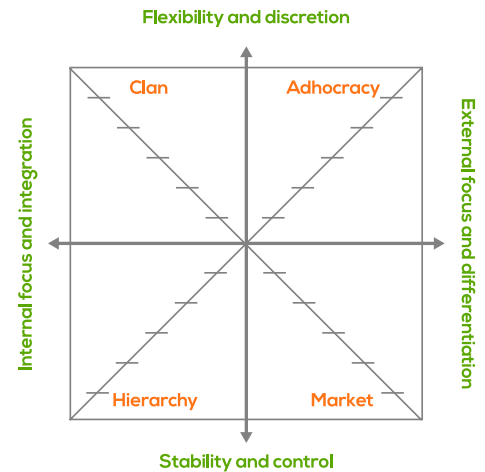 Flexibility and discretion
Clan
Adhocracy
Internal focus and integration
External focus and differentiation
Hierarchy
Market
Stability and control